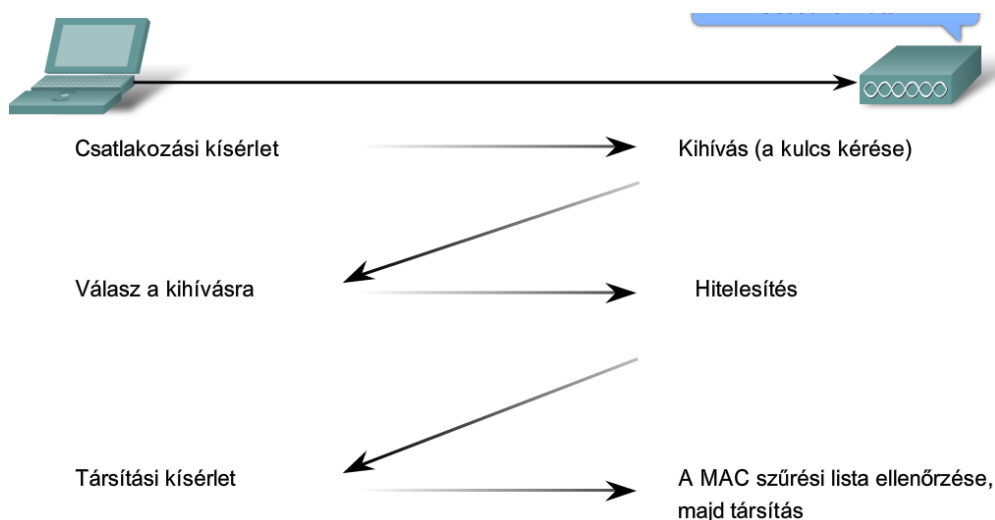 Csatlakozási kísérlet
Kihívás (a kulcs kérése)
Válasz a kihívásra
Hitelesítés
Társítási kísérlet
A MAC szűrési lista ellenőrzése,
majd társítás